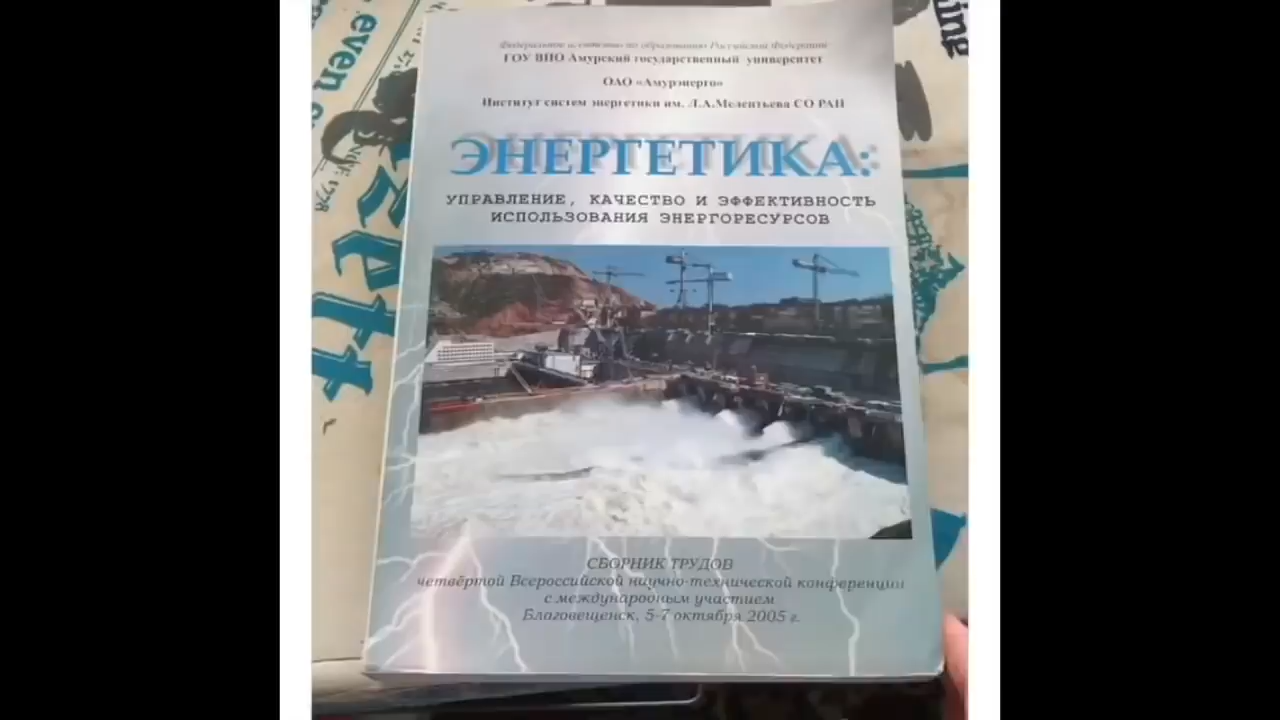 Федеральное агентство по образованию Российской Федерации
ГОУ ВПО Амурский государственный университет
ОАО «Амурэнерго»
Институт систем энергетики им. Л.А.Мелентьева СО РАН
ЭНЕРГЕТИКА:
УПРАВЛЕНИЕ, КАЧЕСТВО И ЭФФЕКТИВНОСТЬ
ИСПОЛЬЗОВАНИЯ ЭНЕРГОРЕСУРСОВ
СБОРНИК ТРУДОВ
четвёртой Всероссийской научно-технической конференции
с международным участием
Благовещенск, 5-7 октября 2005 г.
even